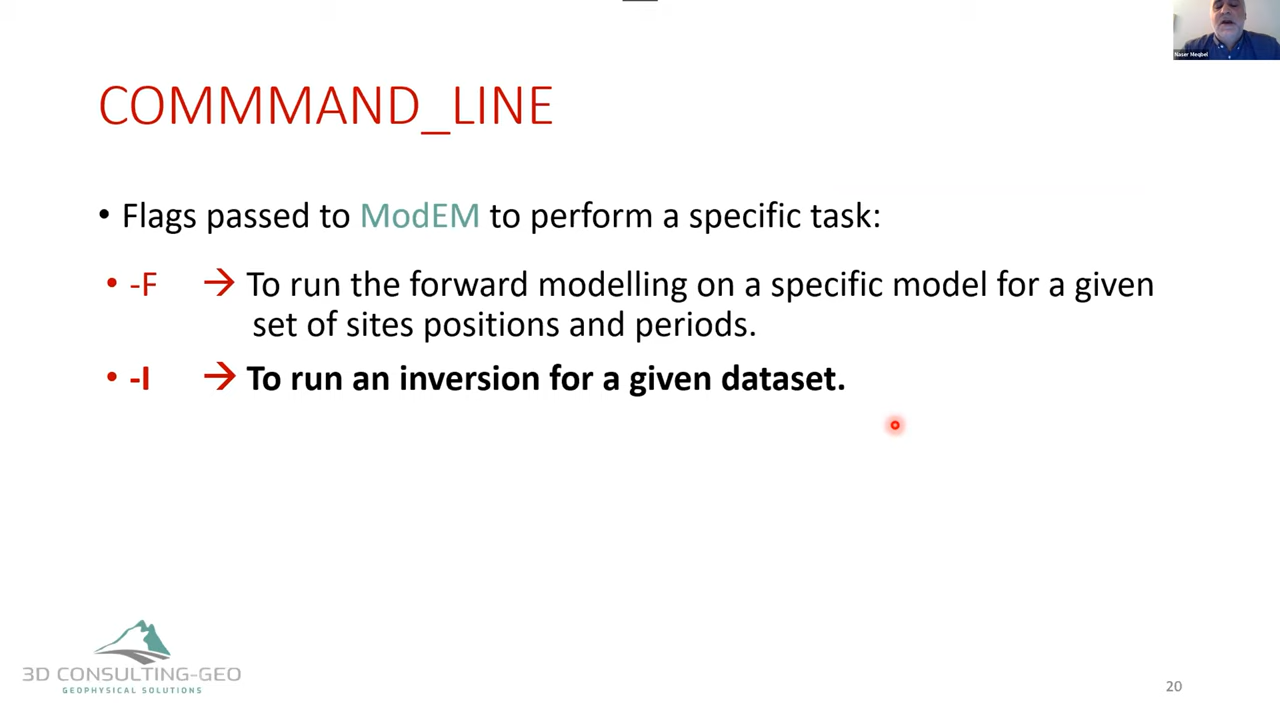 Naser Meqbel
COMMMAND_LINE
• Flags passed to ModEM to perform a specific task:
• -F → To run the forward modelling on a specific model for a given
set of sites positions and periods.
• -I → To run an inversion for a given dataset.
3D CONSULTING-GEO
GEOPHYSICAL SOLUTIONS
20